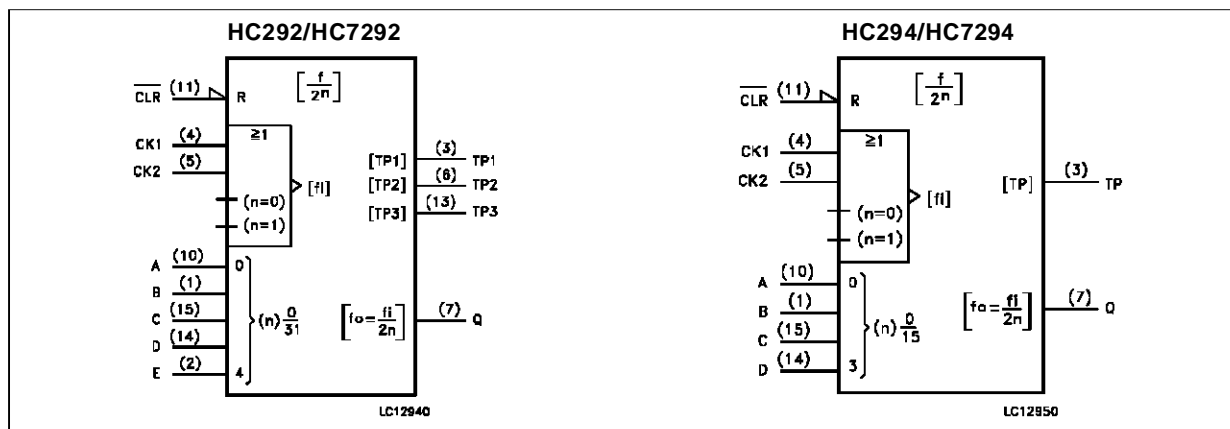 HC292/HC7292
CLR (11) R [f/2n]
CK1 (4) ≧1
CK2 (5) [fI]
(n=0)
(n=1)
[TP1] (3) TP1
[TP2] (6) TP2
[TP3] (13) TP3
A (10) 0
B (1)
C (15) (n) 0/31
D (14)
E (2) 4
[fo=fi/2n] (7) Q
LC12940
HC294/HC7294
CLR (11) R [f/2n]
CK1 (4) ≧1
CK2 (5) [fI]
(n=0)
(n=1)
[TP] (3) TP
A (10) 0
B (1)
C (15) (n) 0/15
D (14) 3
[fo=fi/2n] (7) Q
LC12950